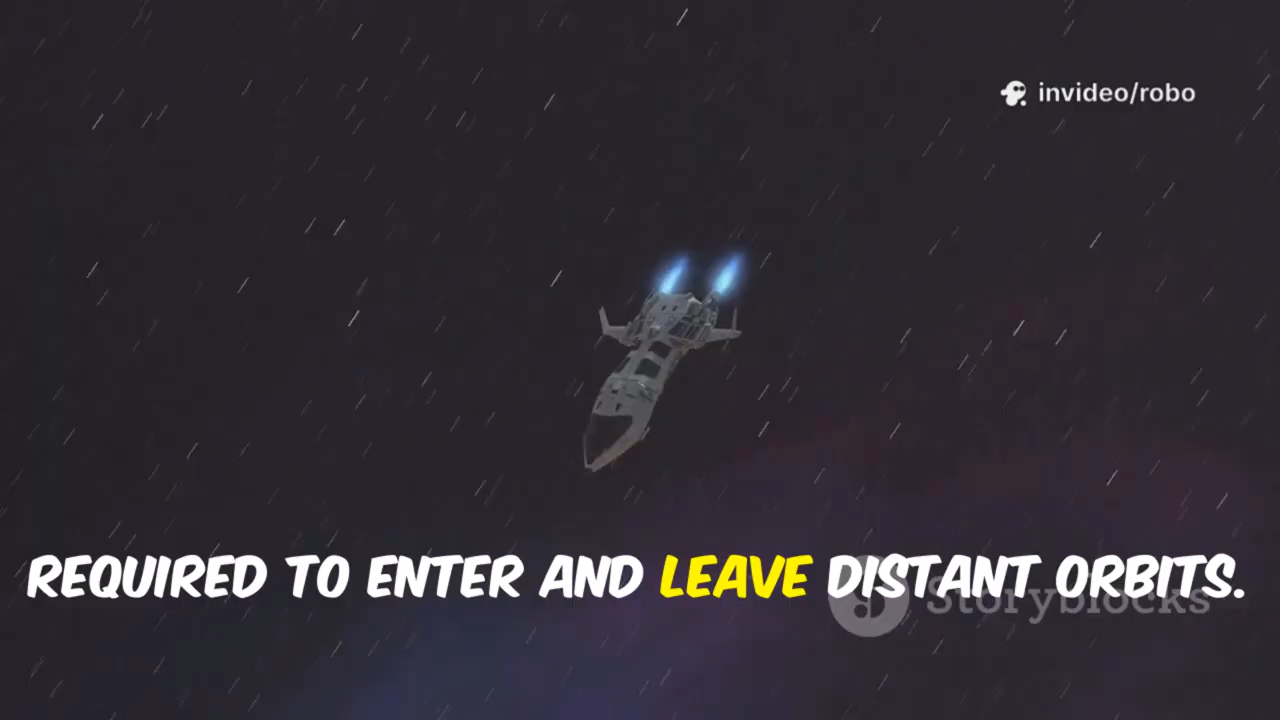 invideo/robo
REQUIRED TO ENTER AND LEAVE DISTANT ORBITS.
Storyblocks